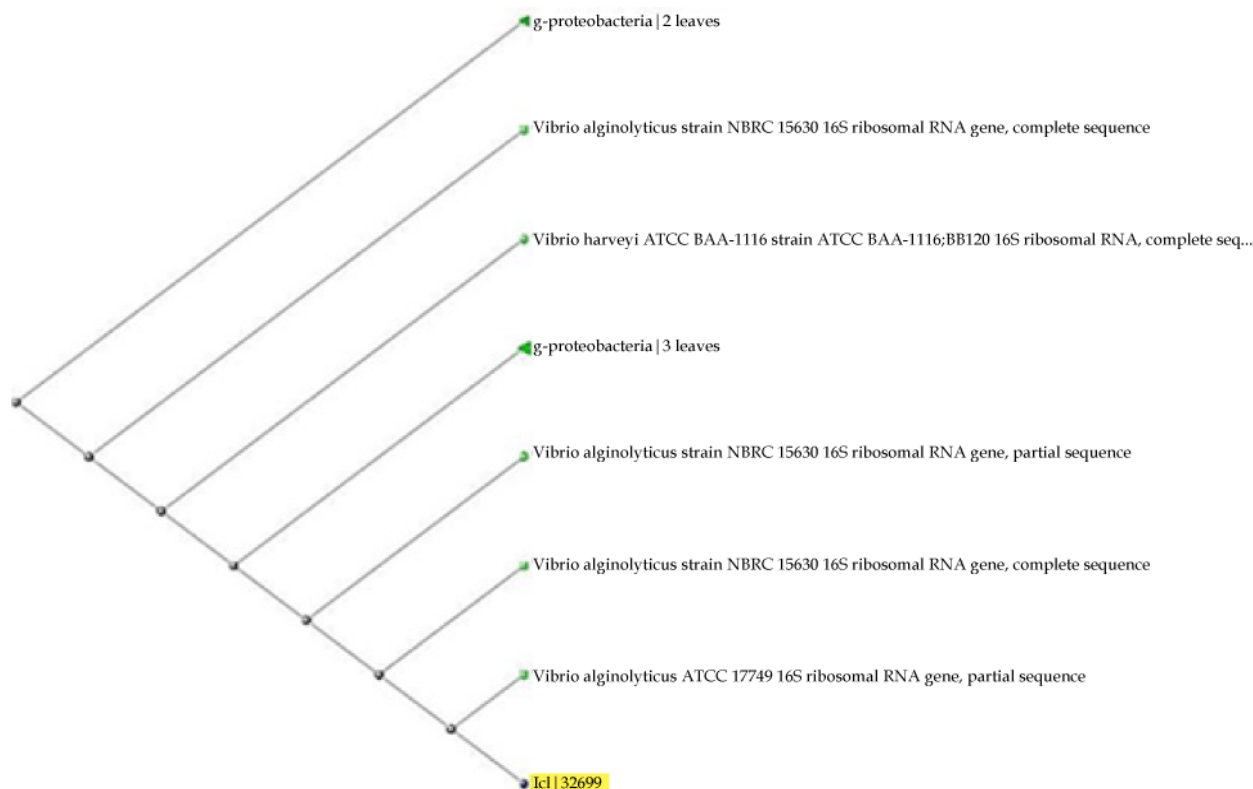 g-proteobacteria|2 leaves
Vibrio alginolyticus strain NBRC 15630 16S ribosomal RNA gene, complete sequence
Vibrio harveyi ATCC BAA-1116 strain ATCC BAA-1116;BB120 16S ribosomal RNA, complete seq...
g-proteobacteria|3 leaves
Vibrio alginolyticus strain NBRC 15630 16S ribosomal RNA gene, partial sequence
Vibrio alginolyticus strain NBRC 15630 16S ribosomal RNA gene, complete sequence
Vibrio alginolyticus ATCC 17749 16S ribosomal RNA gene, partial sequence
Icl|32699